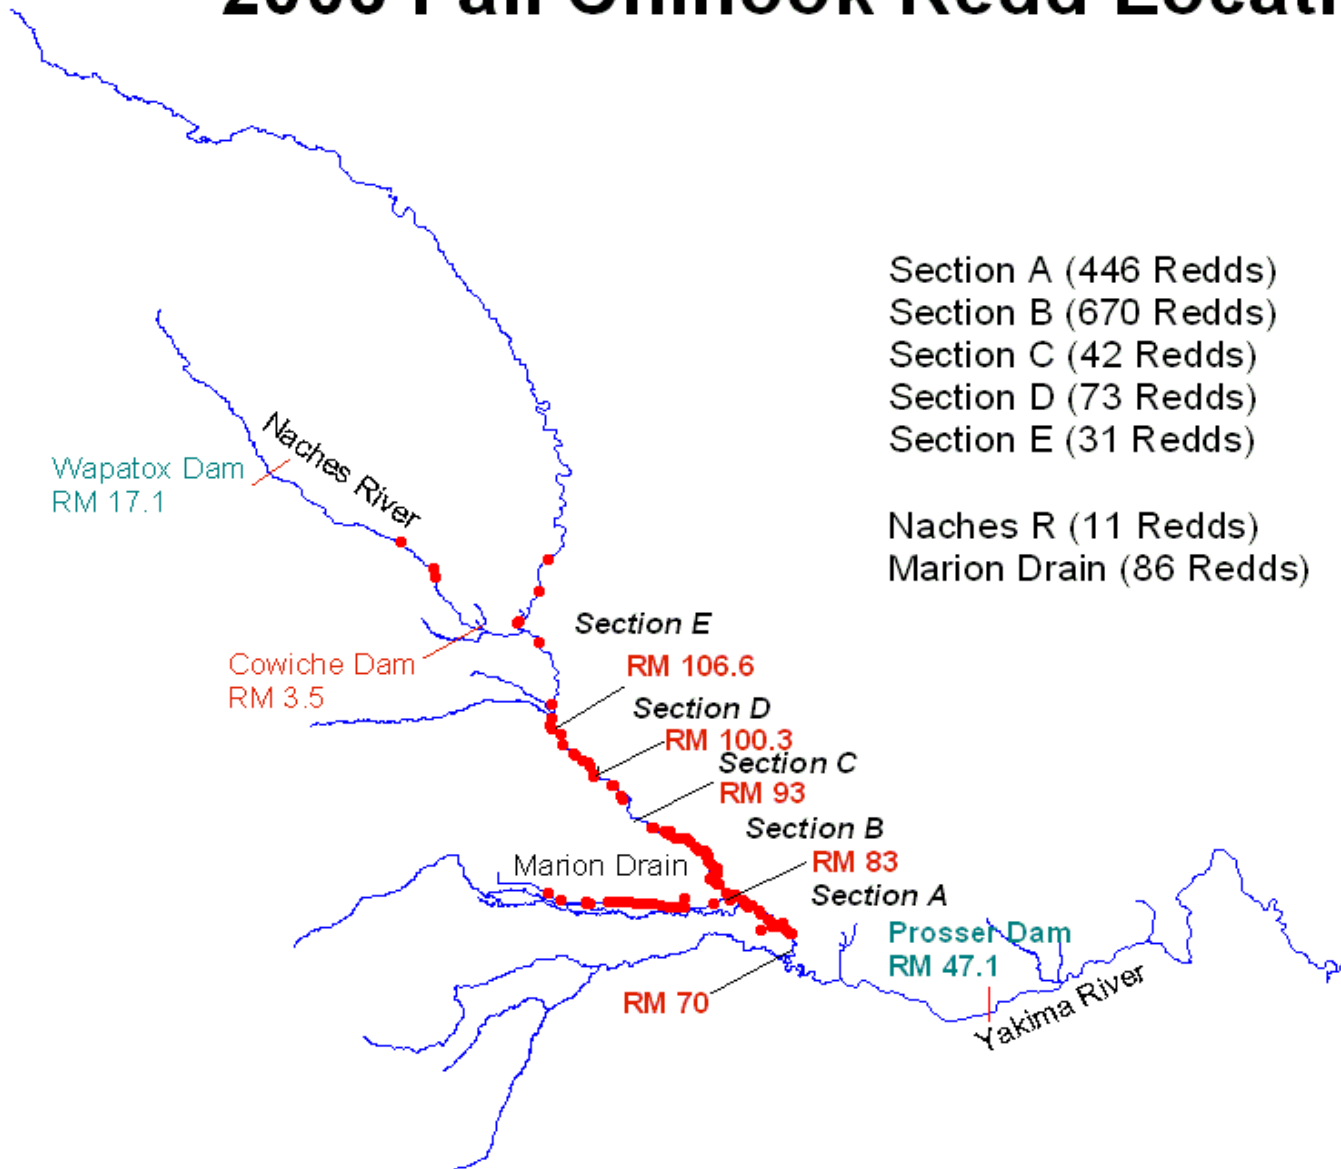 Fall Chinook Redd
Section A (446 Redds)
Section B (670 Redds)
Section C (42 Redds)
Section D (73 Redds)
Section E (31 Redds)
Naches R (11 Redds)
Marion Drain (86 Redds)
Naches River
Wapatox Dam
RM 17.1
Section E
Cowiche Dam
RM 3.5
RM 106.6
Section D
RM 100.3
Section C
RM 93
Section B
Marion Drain
RM 83
Section A
Prosser Dam
RM 47.1
RM 70
Yakima River